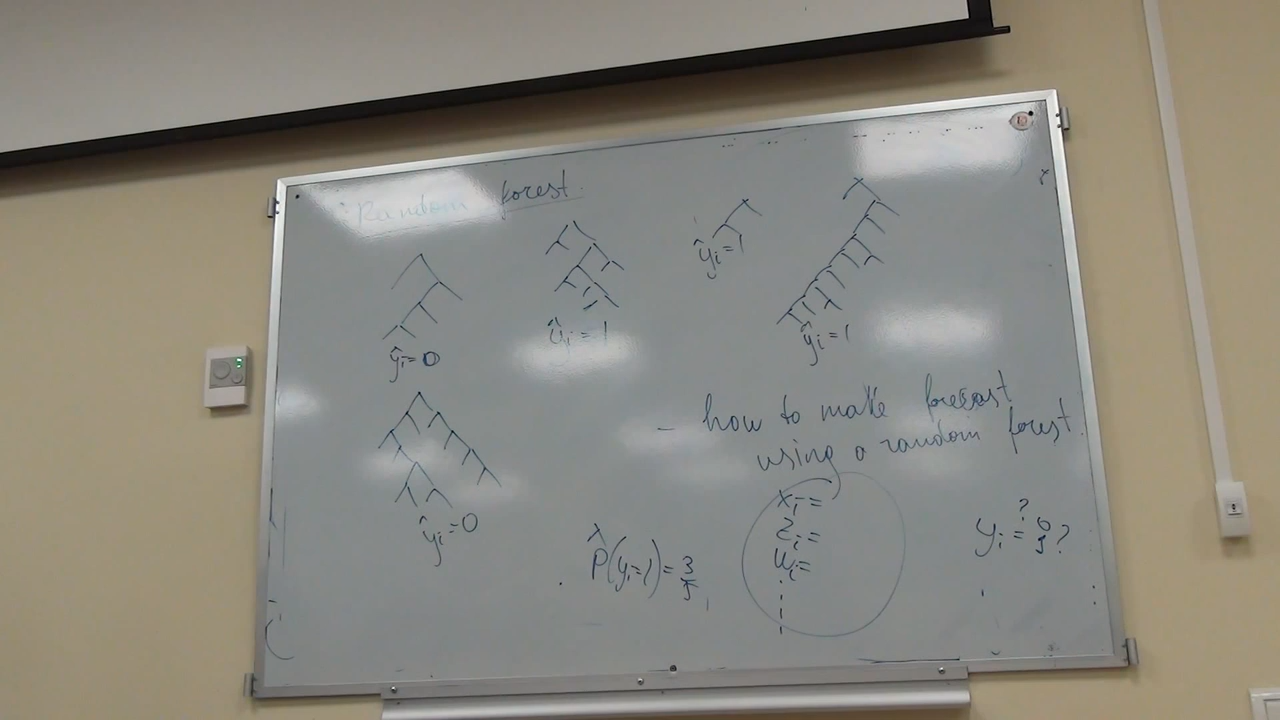 Random forest
ŷi=0
ŷi=1
ŷi=1
ŷi=1
ŷi=0
- how to make forecast
using a random forest.
xi=
zi=
ui=
P̂(yi=1)=3/5
yi=?
0
1?